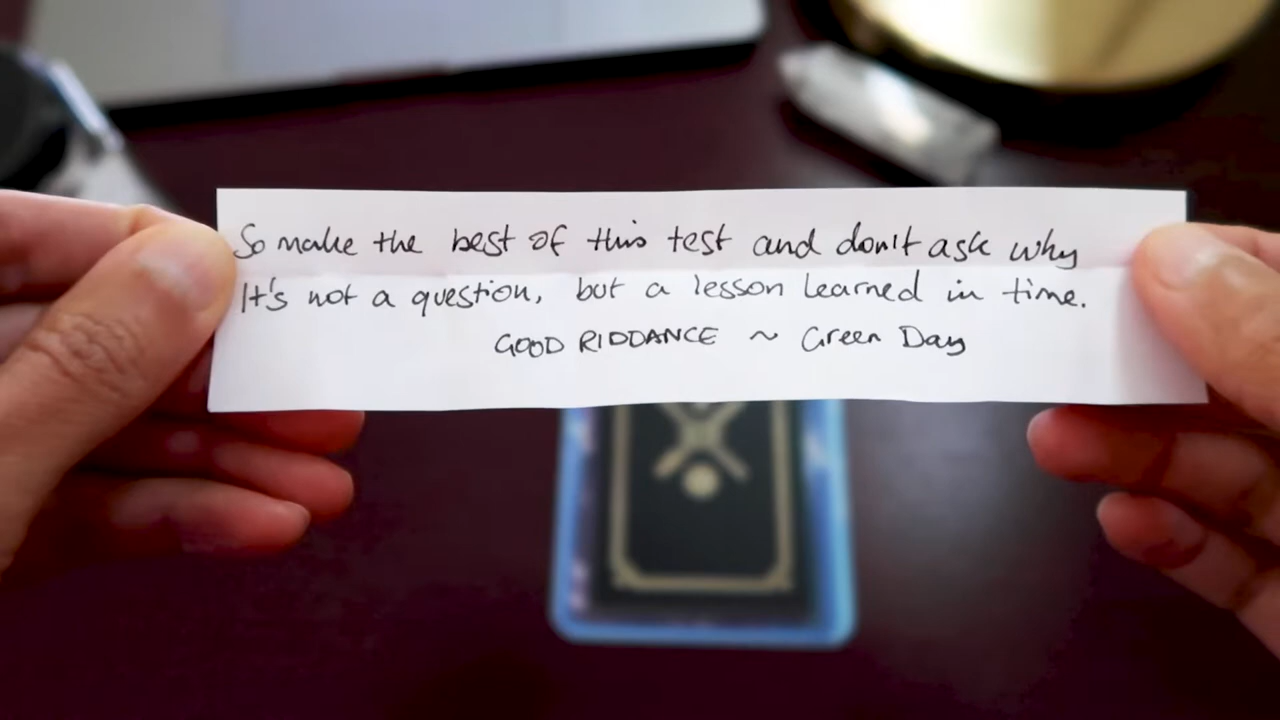 So make the best of this test and don't ask why
It's not a question, but a lesson learned in time.
GOOD RIDDANCE ~ Green Day